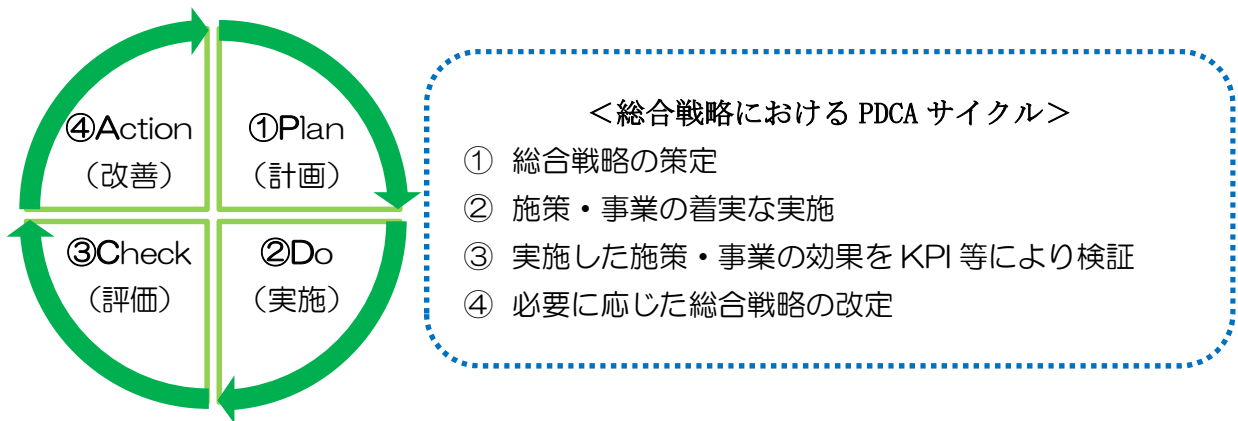 ④Action
（改善）
①Plan
（計画）
③Check
（評価）
②Do
（実施）
＜総合戦略における PDCA サイクル＞
① 総合戦略の策定
② 施策・事業の着実な実施
③ 実施した施策・事業の効果を KPI 等により検証
④ 必要に応じた総合戦略の改定